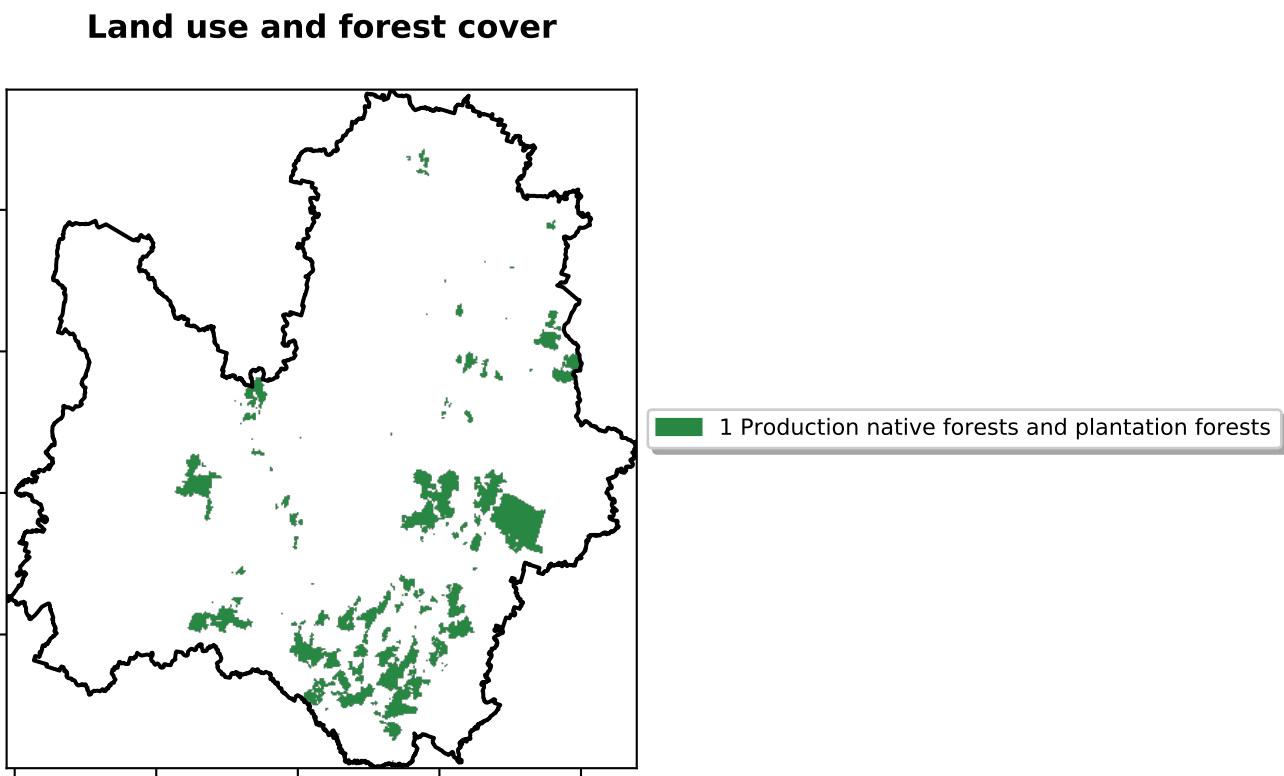 Land use and forest cover
1 Production native forests and plantation forests